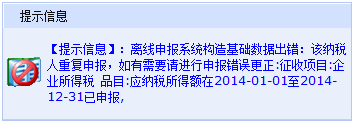 提示信息
【提示信息】：离线申报系统构造基础数据出错：该纳税
人重复申报，如有需要请进行申报错误更正:征收项目:企
业所得税 品目:应纳税所得额在2014-01-01至2014-
12-31已申报,